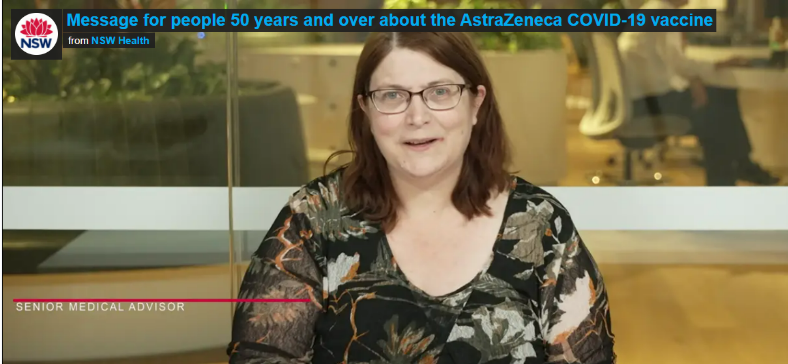 Message for people 50 years and over about the AstraZeneca COVID-19 vaccine
from NSW Health
NSW
SENIOR MEDICAL ADVISOR